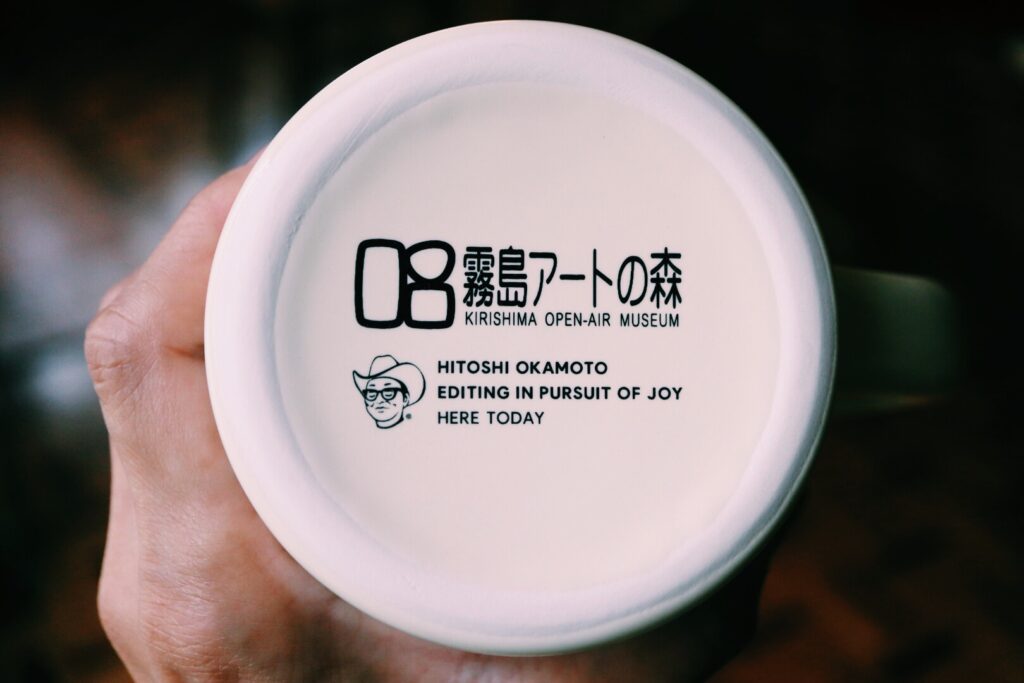 霧島アートの森
KIRISHIMA OPEN-AIR MUSEUM
HITOSHI OKAMOTO
EDITING IN PURSUIT OF JOY
HERE TODAY